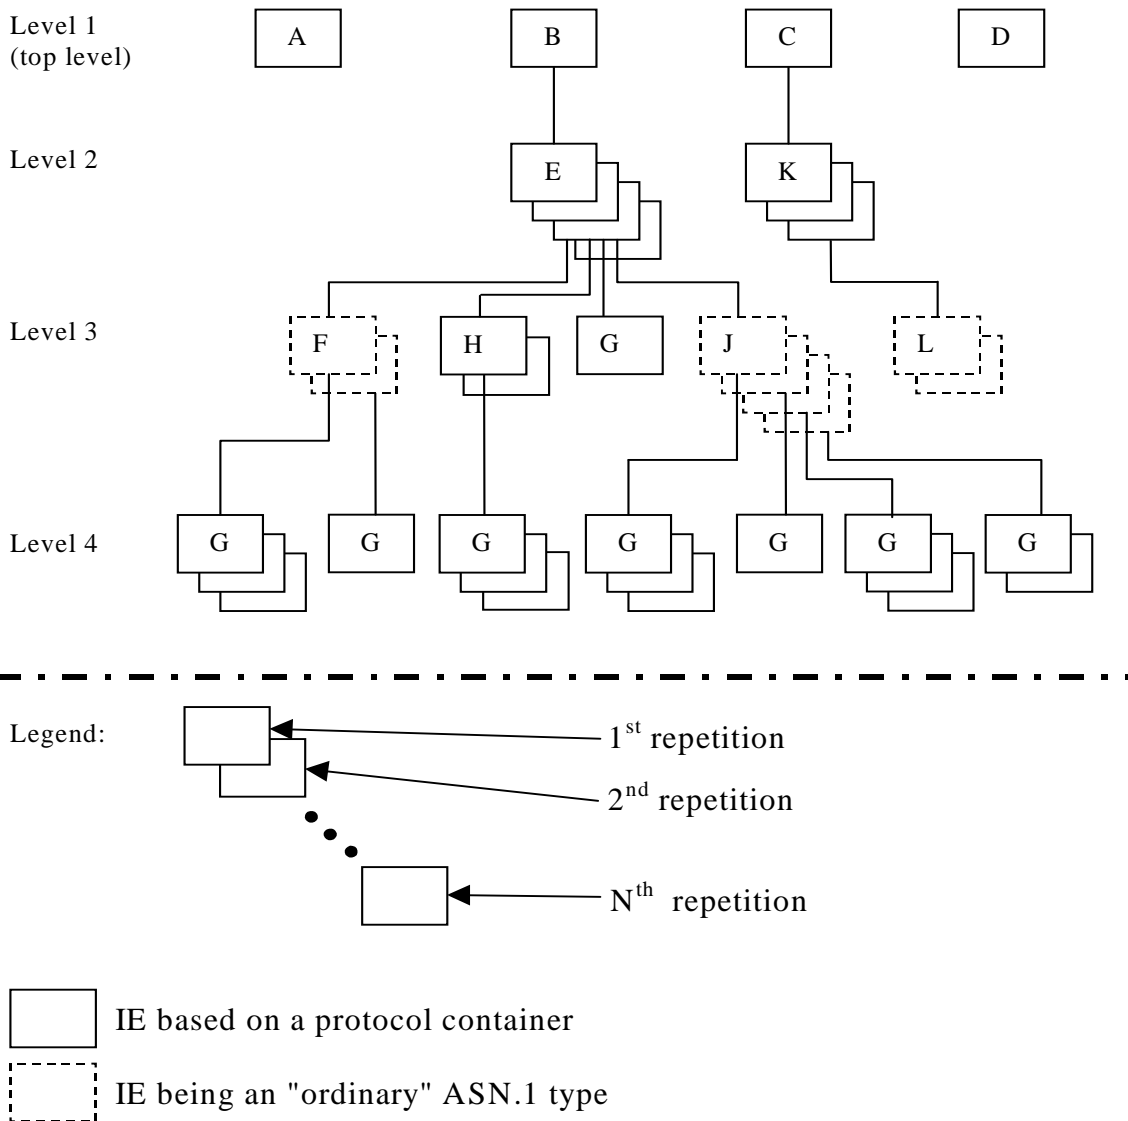 Level 1
(top level)
A B C D
Level 2
E K
Level 3
F H G J L
Level 4
G G G G G G G
Legend:
1st repetition
2nd repetition
Nth repetition
IE based on a protocol container
IE being an "ordinary" ASN.1 type